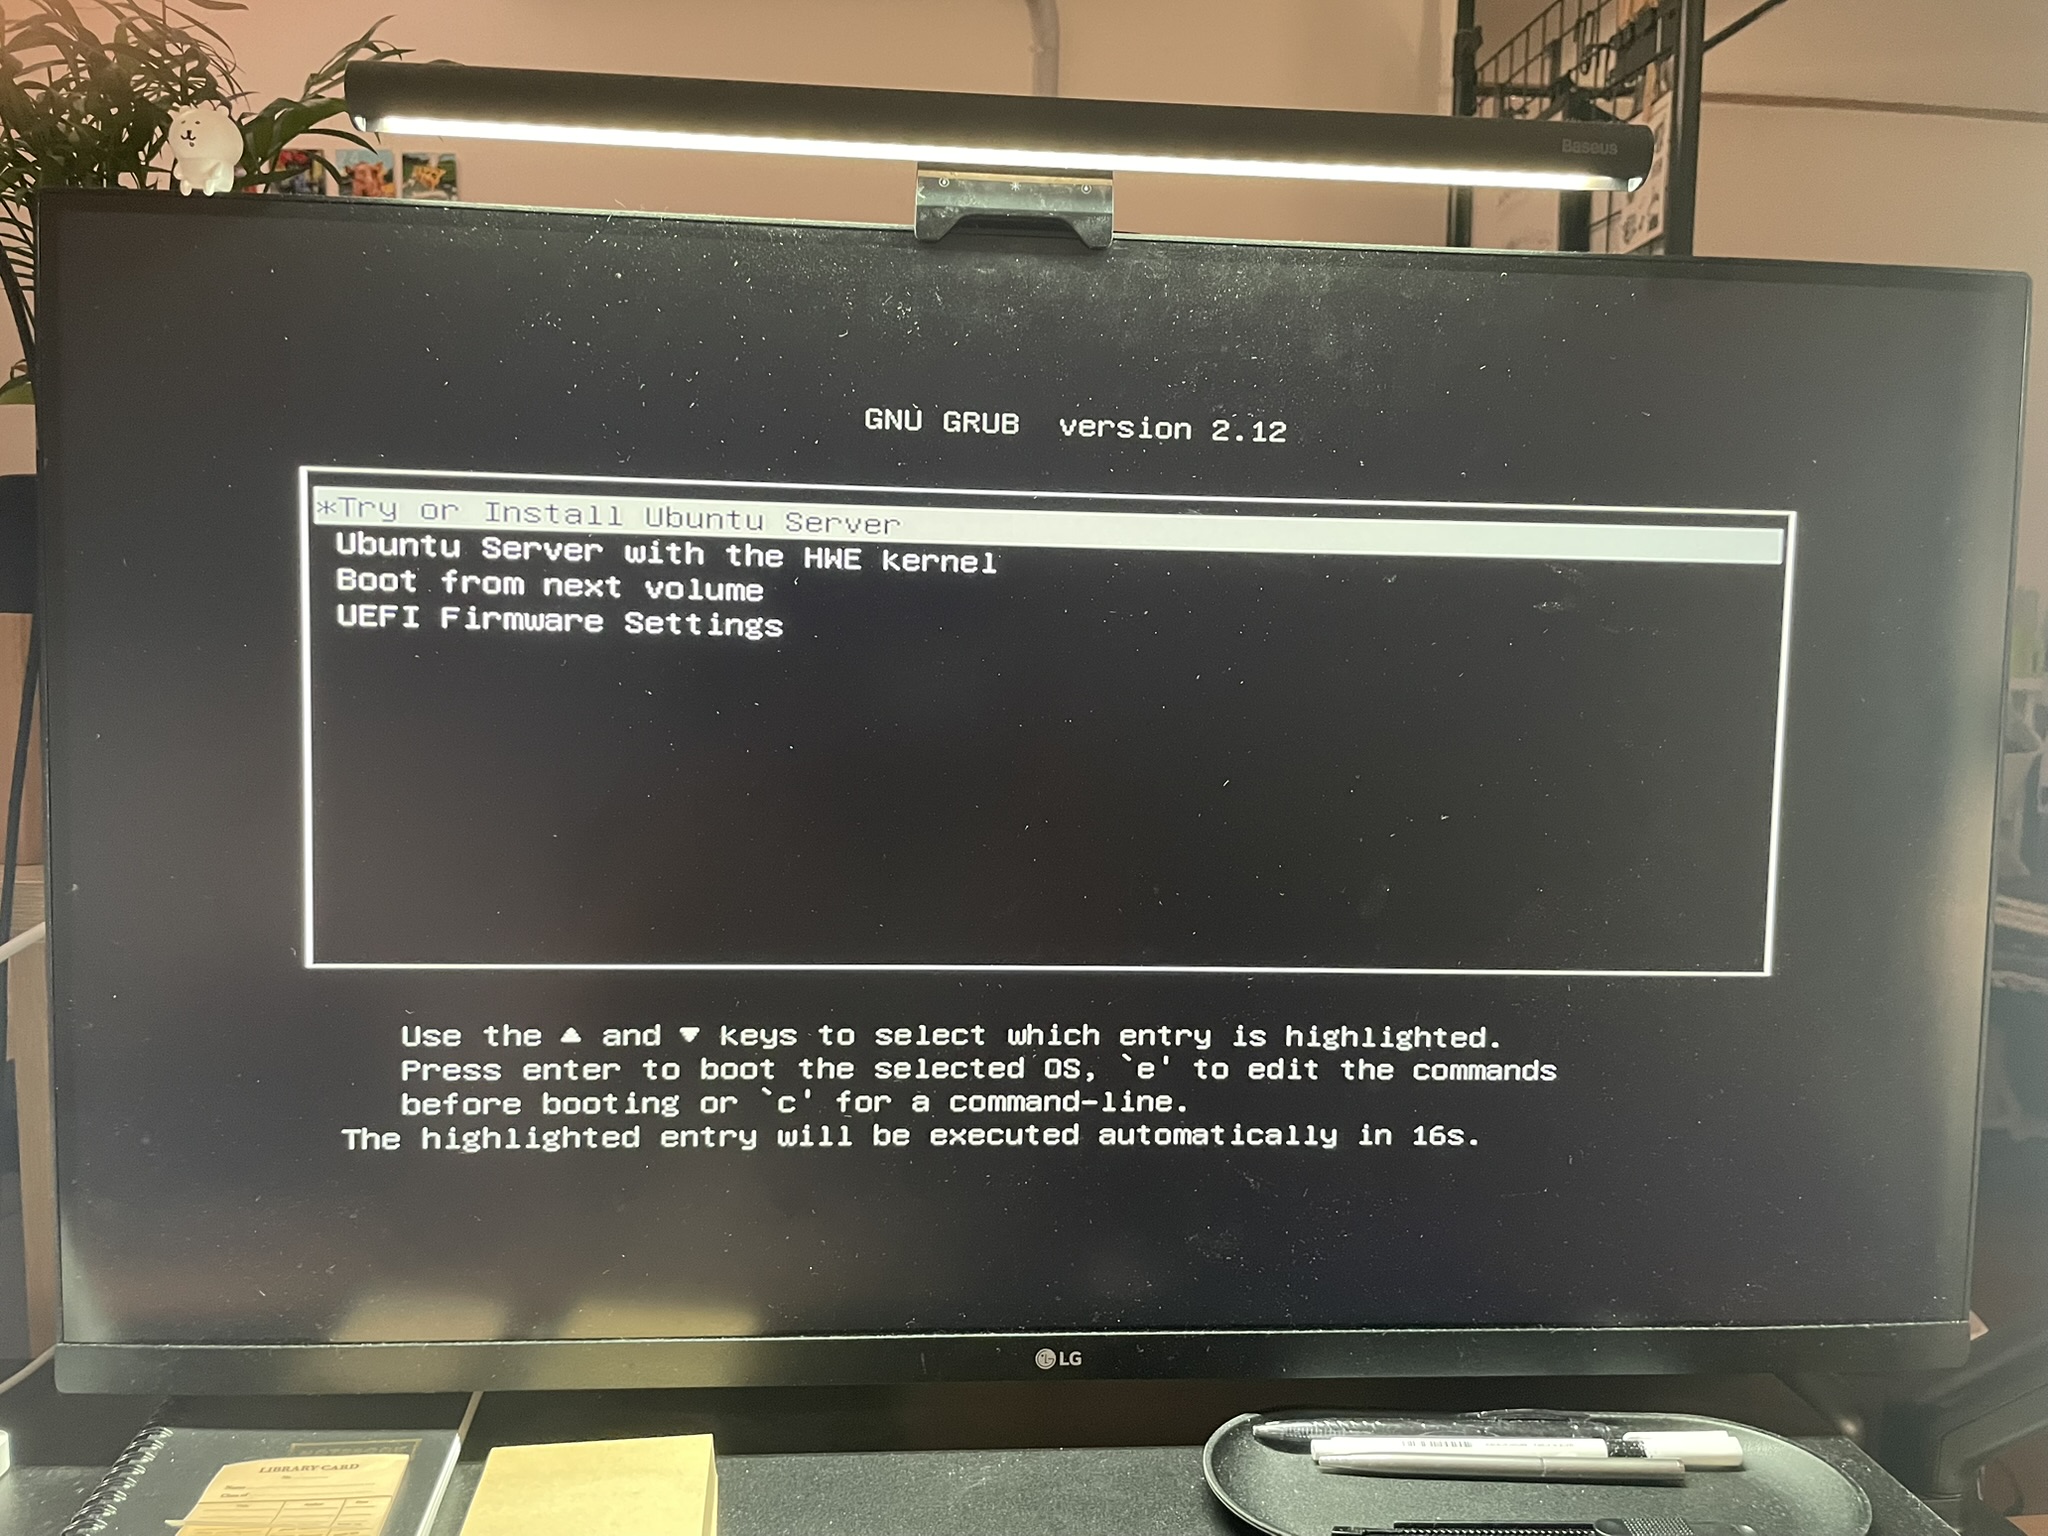 Baseus
GNU GRUB version 2.12
*Try or Install Ubuntu Server
Ubuntu Server with the HWE kernel
Boot from next volume
UEFI Firmware Settings
Use the ▲ and ▼ keys to select which entry is highlighted.
Press enter to boot the selected OS, `e' to edit the commands
before booting or `c' for a command-line.
The highlighted entry will be executed automatically in 16s.
LG
NOTEBOOK
LIBRARY CARD